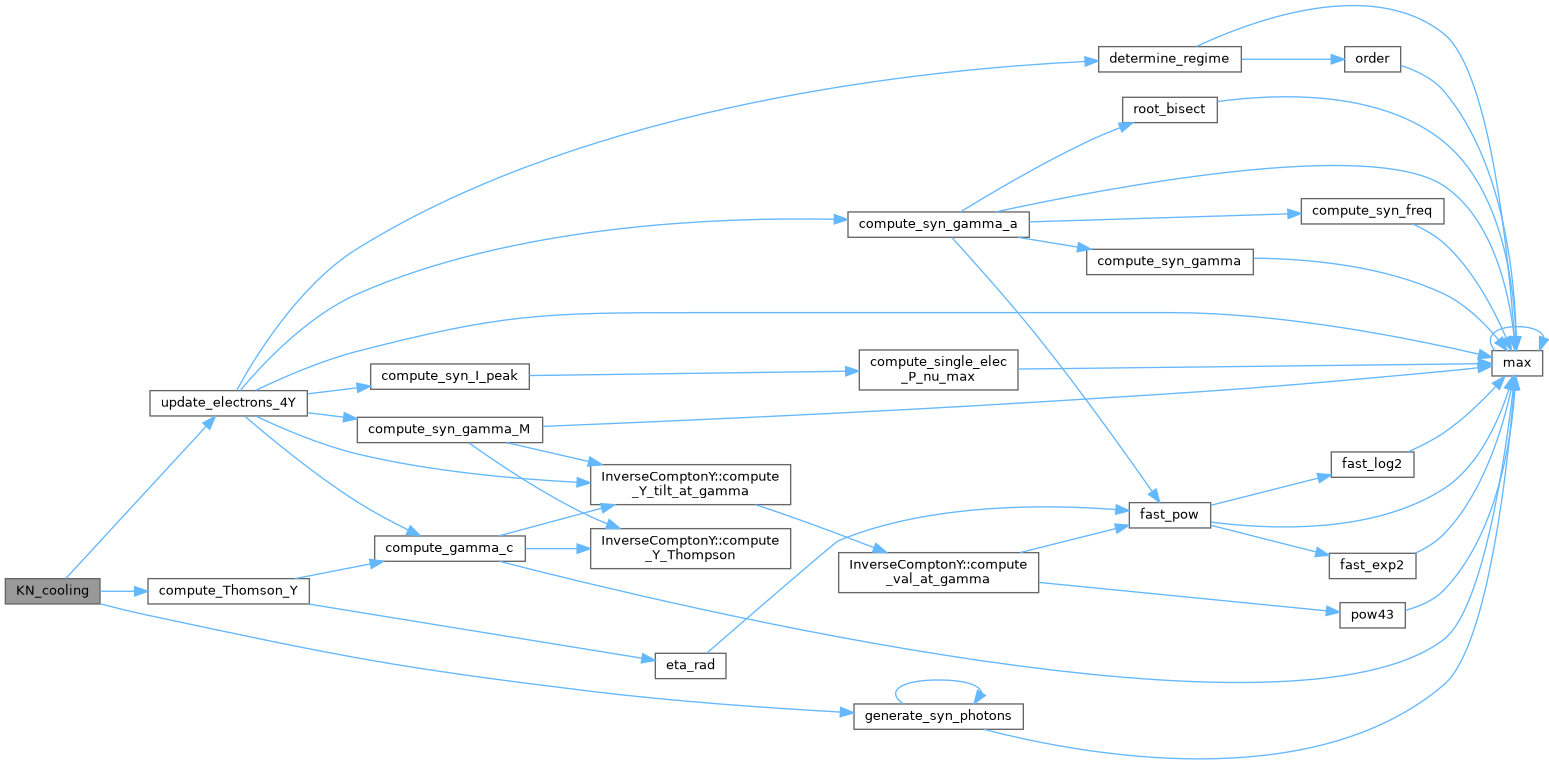 determine_regime
order
root_bisect
compute_syn_freq
compute_syn_gamma_a
compute_syn_gamma
max
compute_single_elec
_P_nu_max
compute_syn_I_peak
update_electrons_4Y
compute_syn_gamma_M
fast_log2
InverseComptonY::compute
_Y_tilt_at_gamma
fast_pow
InverseComptonY::compute
_Y_Thompson
compute_gamma_c
fast_exp2
InverseComptonY::compute
_val_at_gamma
KN_cooling
compute_Thomson_Y
pow43
eta_rad
generate_syn_photons